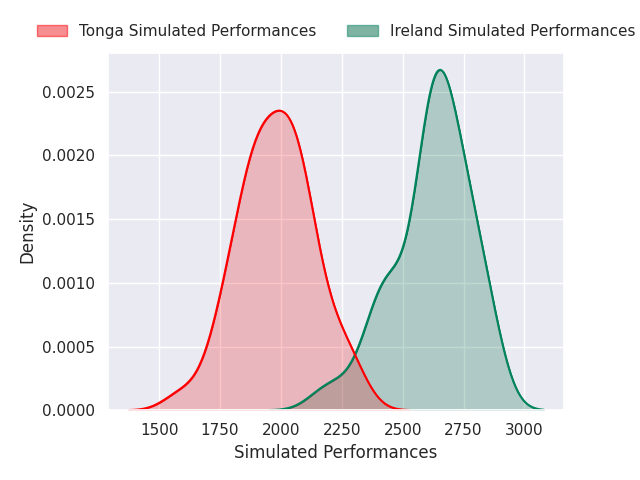 Tonga Simulated Performances
Ireland Simulated Performances
Density
0.0025
0.0020
0.0015
0.0010
0.0005
0.0000
1500 1750 2000 2250 2500 2750 3000
Simulated Performances